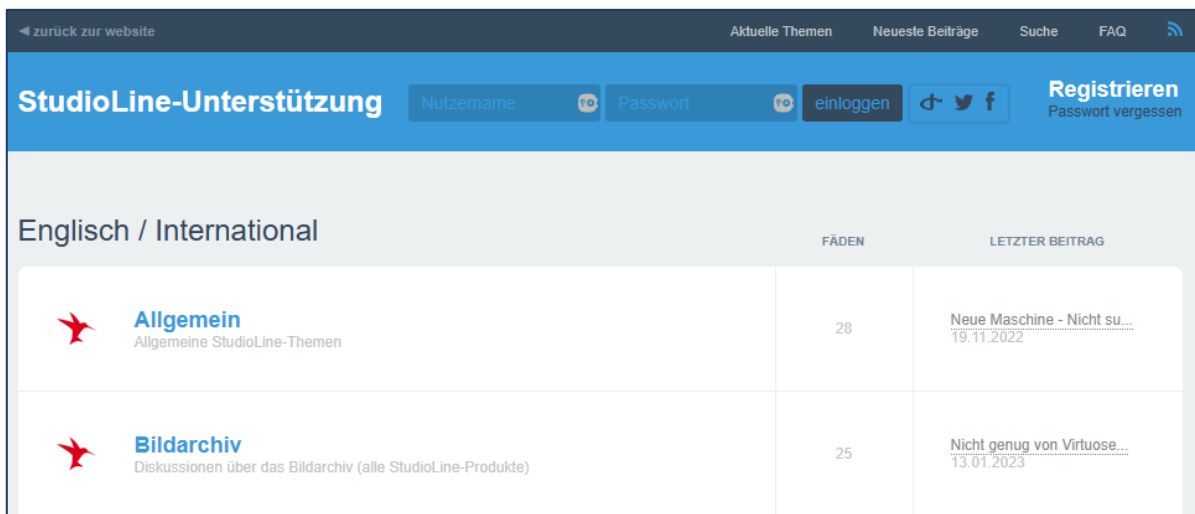 ◄ zurück zur website
Aktuelle Themen Neueste Beiträge Suche FAQ
StudioLine-Unterstützung Nutzername Passwort einloggen Registrieren
Passwort vergessen
Englisch / International FÄDEN LETZTER BEITRAG
Allgemein
Allgemeine StudioLine-Themen
28
Neue Maschine - Nicht su...
19.11.2022
Bildarchiv
Diskussionen über das Bildarchiv (alle StudioLine-Produkte)
25
Nicht genug von Virtuose...
13.01.2023